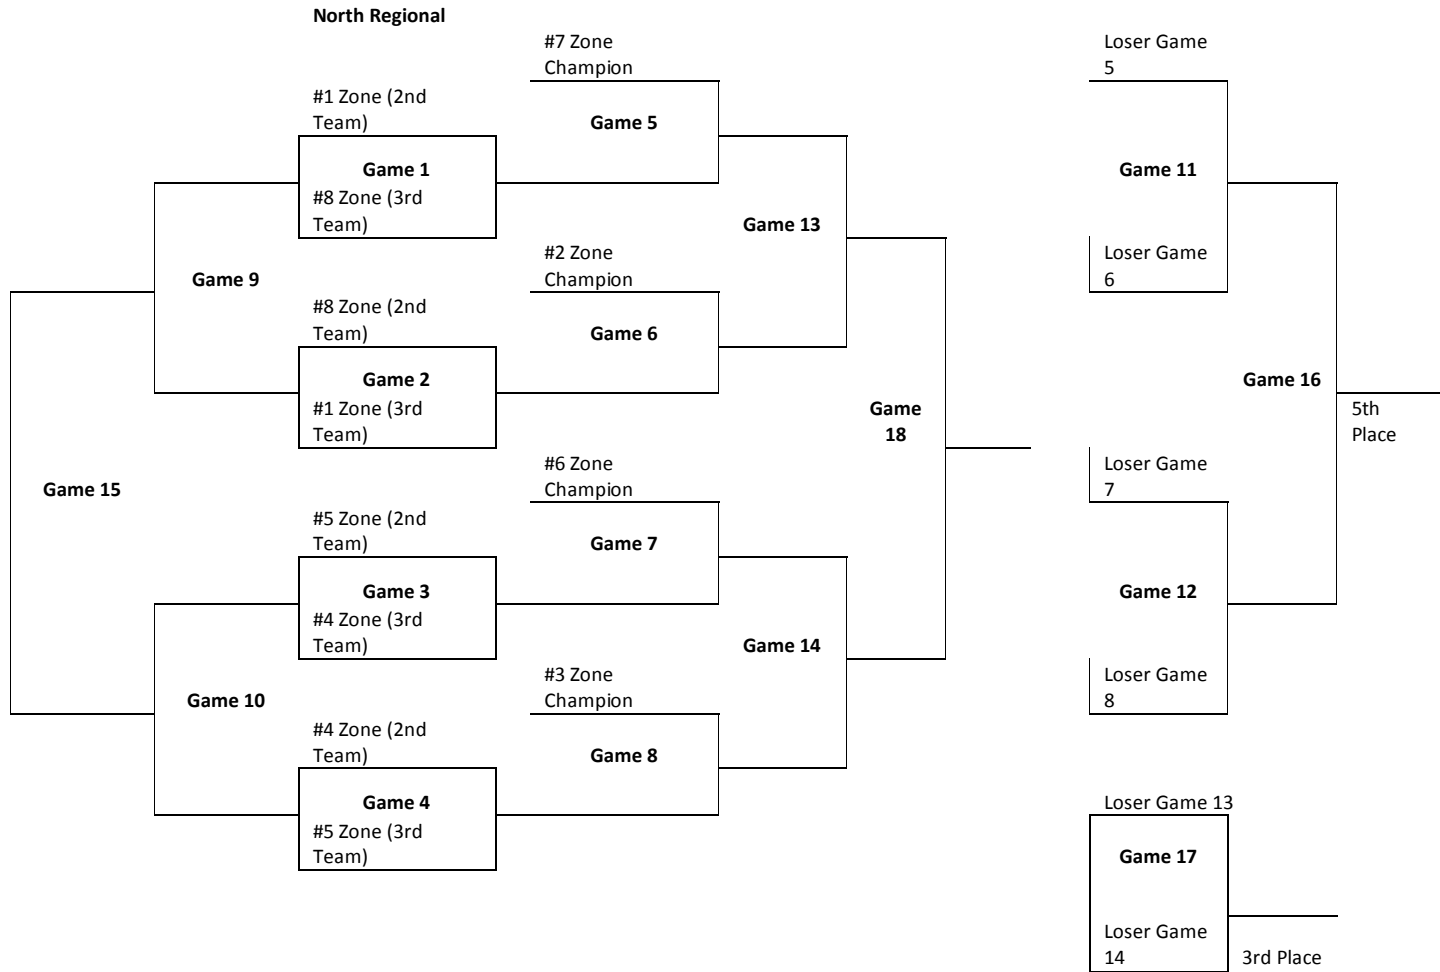 North Regional
#7 Zone
Champion
Loser Game
5
#1 Zone (2nd
Team)
Game 5
Game 1
Game 11
#8 Zone (3rd
Team)
Game 13
#2 Zone
Champion
Loser Game
6
Game 9
#8 Zone (2nd
Team)
Game 6
Game 2
Game 16
#1 Zone (3rd
Team)
Game
18
5th
Place
#6 Zone
Champion
Loser Game
7
Game 15
#5 Zone (2nd
Team)
Game 7
Game 3
Game 12
#4 Zone (3rd
Team)
Game 14
#3 Zone
Champion
Loser Game
8
Game 10
#4 Zone (2nd
Team)
Game 8
Game 4
Loser Game 13
#5 Zone (3rd
Team)
Game 17
Loser Game
14
3rd Place